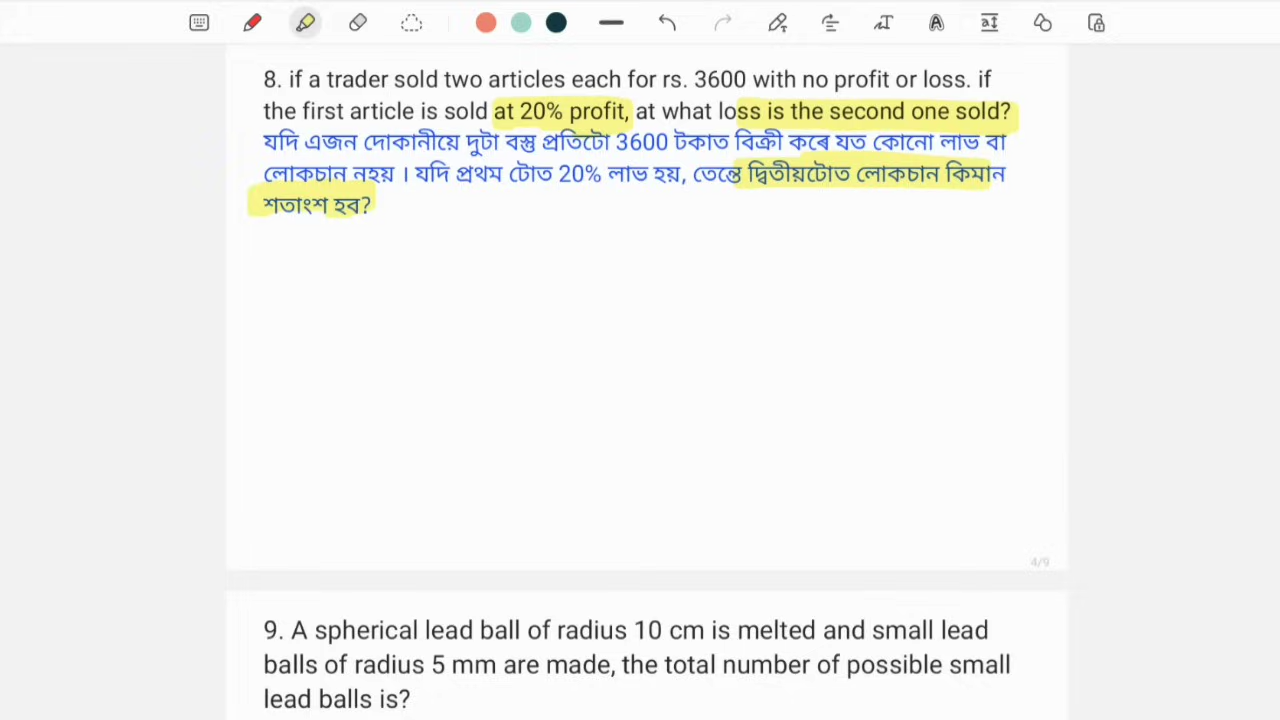 8. if a trader sold two articles each for rs. 3600 with no profit or loss. if
the first article is sold at 20% profit, at what loss is the second one sold?
যদি এজন দোকানীয়ে দুটা বস্তু প্ৰতিটো 3600 টকাত বিক্ৰী কৰে যত কোনো লাভ বা
লোকচান নহয় । যদি প্ৰথম টোত 20% লাভ হয়, তেন্তে দ্বিতীয়টোত লোকচান কিমান
শতাংশ হব?
4/9
9. A spherical lead ball of radius 10 cm is melted and small lead
balls of radius 5 mm are made, the total number of possible small
lead balls is?